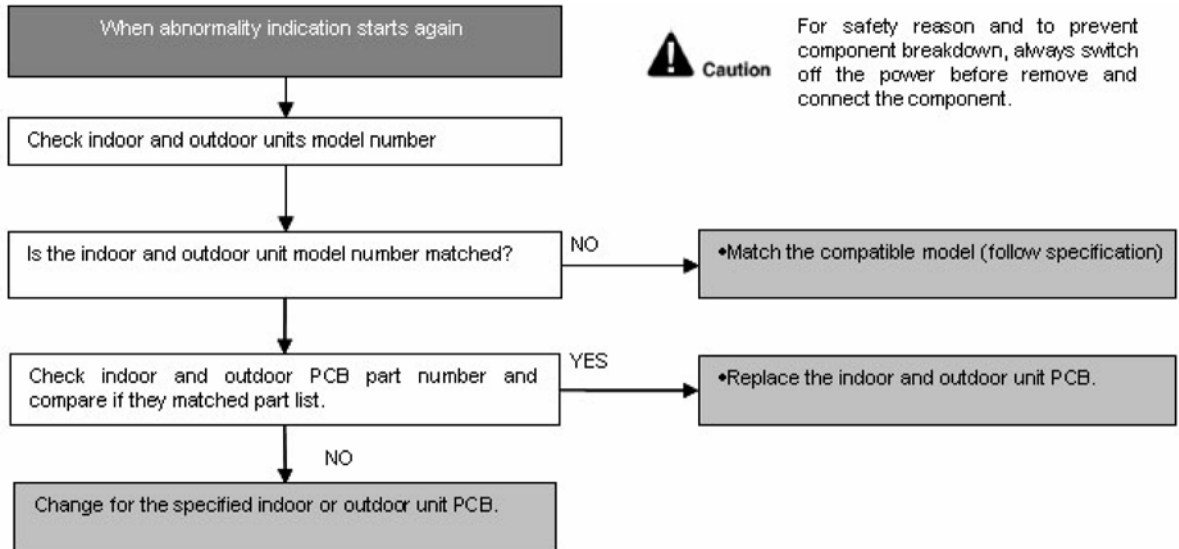 When abnormality indication starts again
Caution
For safety reason and to prevent
component breakdown, always switch
off the power before remove and
connect the component.
Check indoor and outdoor units model number
Is the indoor and outdoor unit model number matched?
NO
•Match the compatible model (follow specification)
Check indoor and outdoor PCB part number and
compare if they matched part list.
YES
•Replace the indoor and outdoor unit PCB.
NO
Change for the specified indoor or outdoor unit PCB.